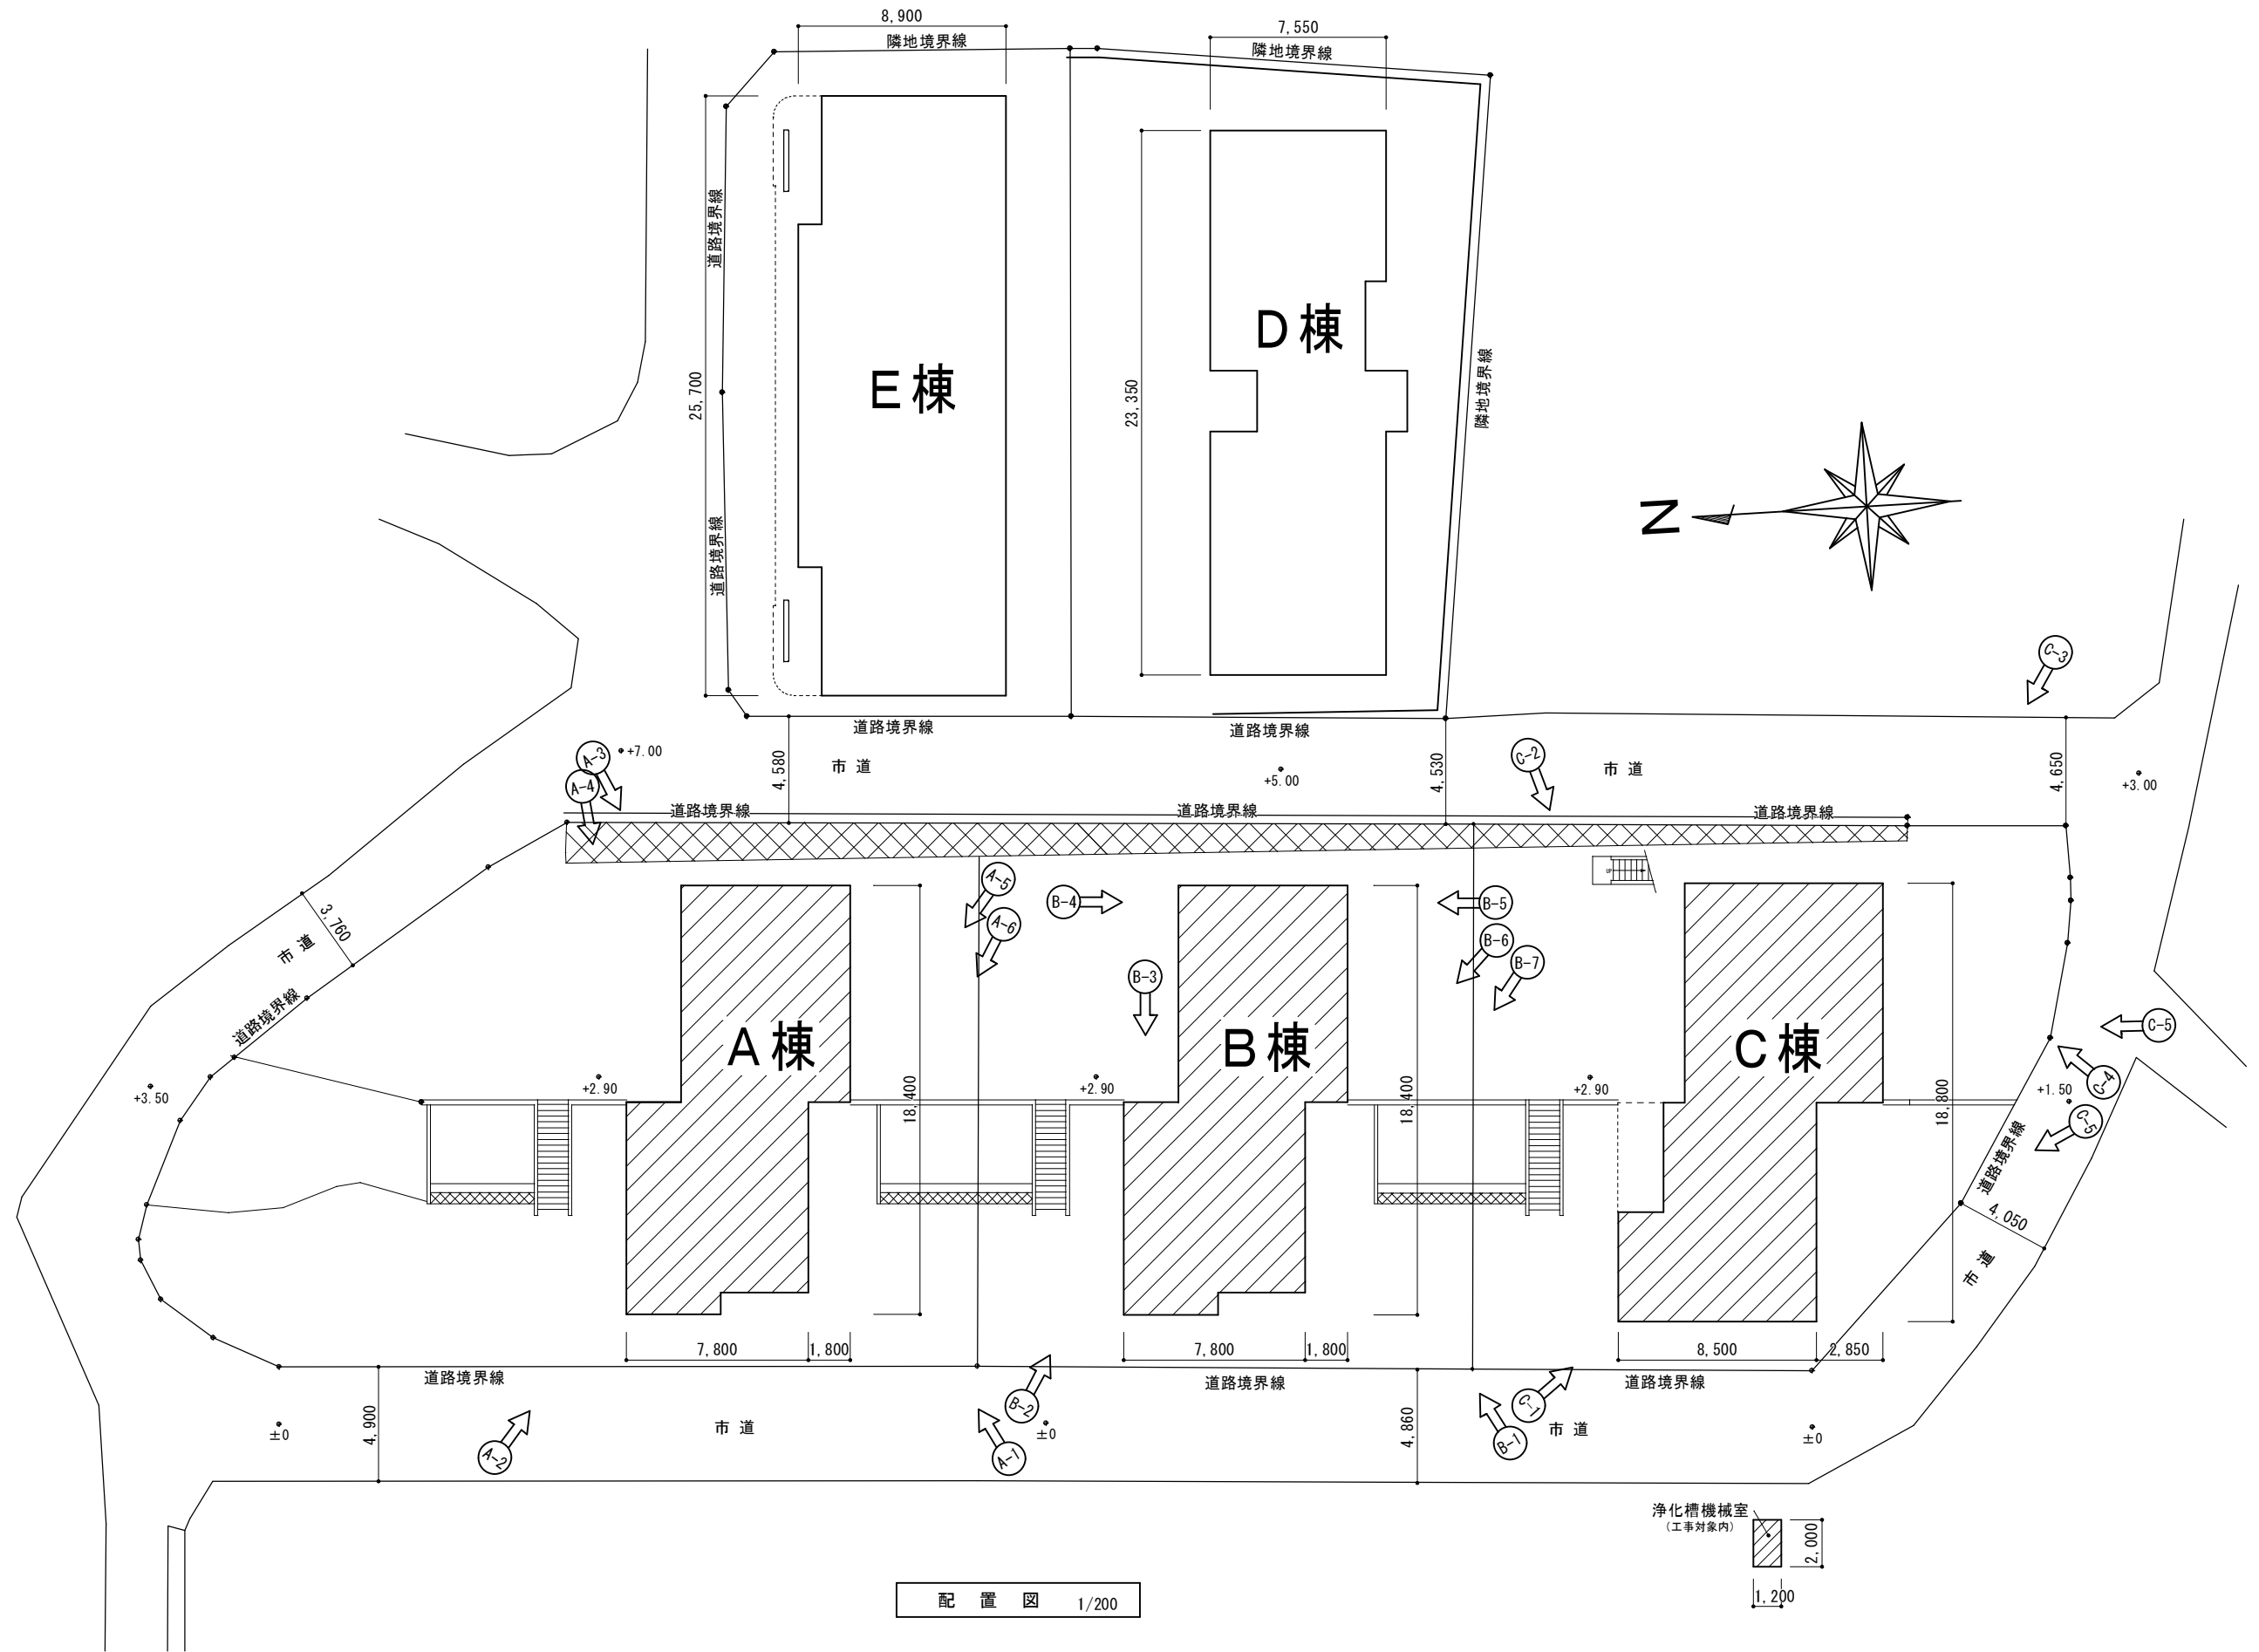 8,900
7,550
隣地境界線
隣地境界線
道路境界線
25,700
E棟
D棟
23,350
隣地境界線
道路境界線
N
C-3
道路境界線
道路境界線
A-3
+7.00
4,580
市道
+5.00
4,530
C-2
市道
4,650
+3.00
A-4
道路境界線
道路境界線
道路境界線
UP
A-5
B-4
B-5
3,760
A-6
B-6
市道
B-3
B-7
道路境界線
A棟
B棟
C棟
C-5
+3.50
+2.90
18,400
+2.90
18,400
+2.90
18,800
+1.50
C-4
C-5
道路境界線
4,050
市道
7,800
1,800
7,800
1,800
8,500
2,850
道路境界線
道路境界線
道路境界線
±0
4,900
市道
B-2
±0
4,860
C-1
市道
±0
A-2
A-1
B-1
浄化槽機械室
(工事対象内)
2,000
1,200
配置図 1/200